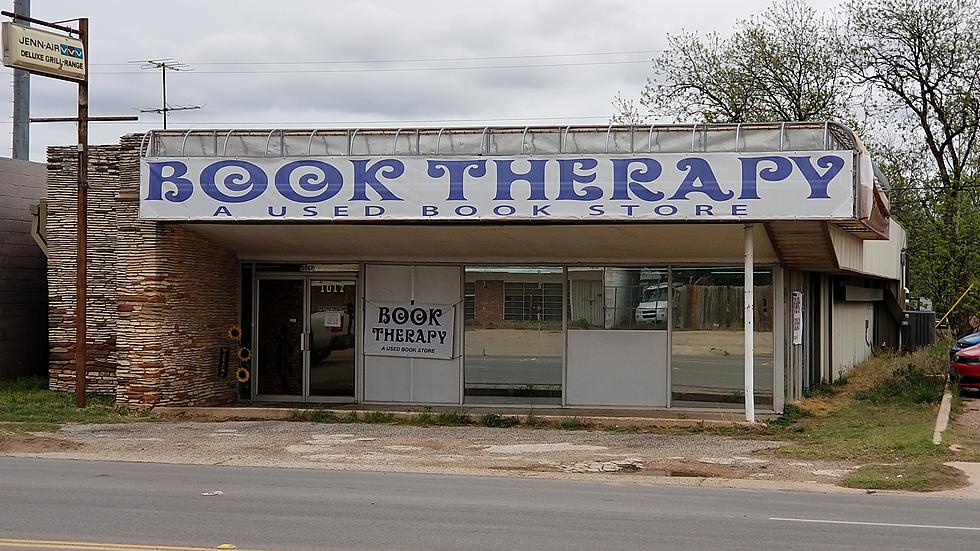 JENN-AIR
DELUXE GRILL-RANGE
BOOK THERAPY
A USED BOOK STORE
1017
BOOK
THERAPY
A USED BOOK STORE